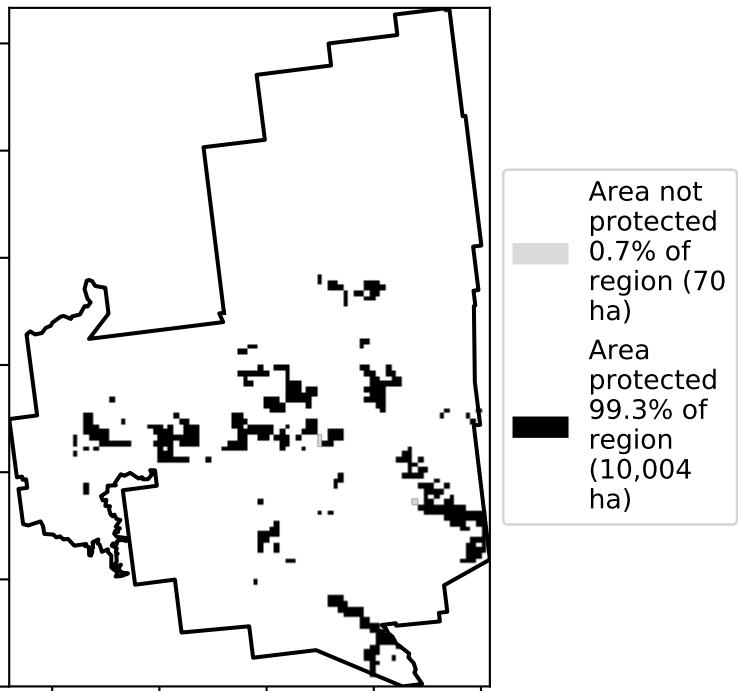 Area not
protected
0.7% of
region (70
ha)
Area
protected
99.3% of
region
(10,004
ha)